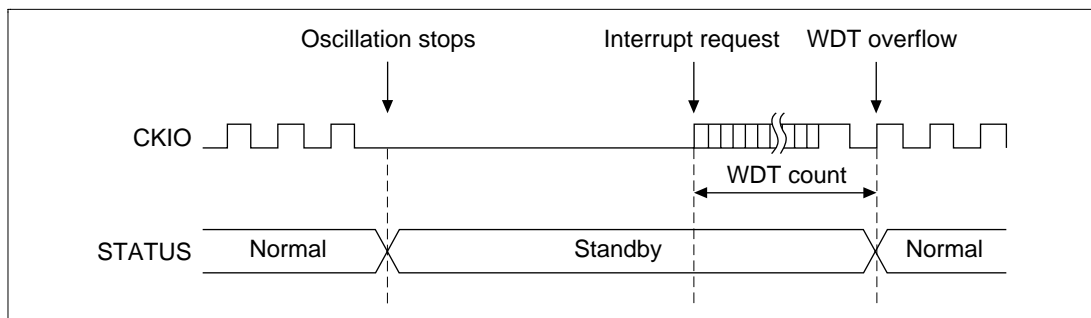 Oscillation stops Interrupt request WDT overflow
CKIO
WDT count
STATUS Normal Standby Normal